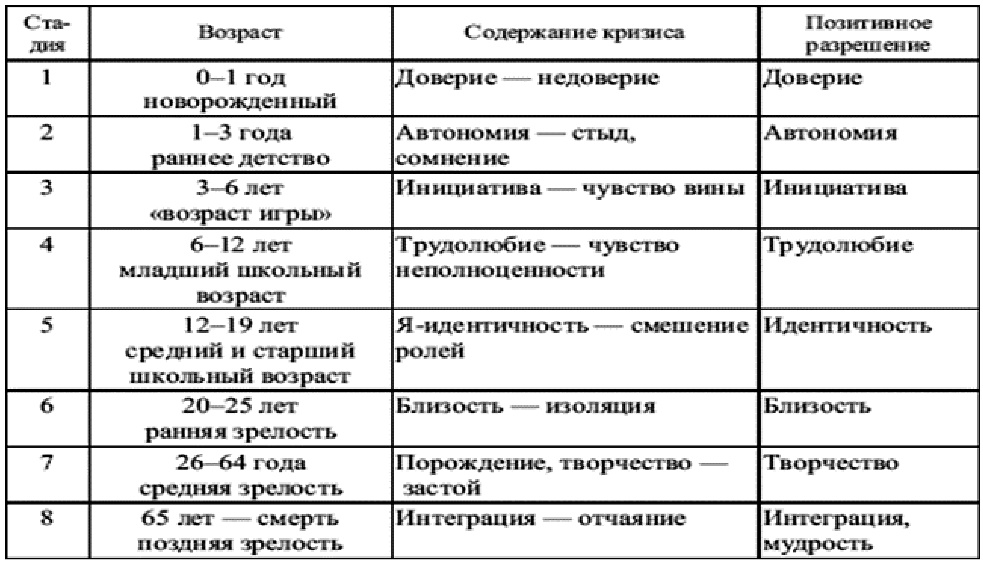 Ста-
дия
Возраст
Содержание кризиса
Позитивное
разрешение
1
0–1 год
новорожденный
Доверие — недоверие
Доверие
2
1–3 года
раннее детство
Автономия — стыд,
сомнение
Автономия
3
3–6 лет
«возраст игры»
Инициатива — чувство вины
Инициатива
4
6–12 лет
младший школьный
возраст
Трудолюбие — чувство
неполноценности
Трудолюбие
5
12–19 лет
средний и старший
школьный возраст
Я-идентичность — смешение
ролей
Идентичность
6
20–25 лет
ранняя зрелость
Близость — изоляция
Близость
7
26–64 года
средняя зрелость
Порождение, творчество —
застой
Творчество
8
65 лет — смерть
поздняя зрелость
Интеграция — отчаяние
Интеграция,
мудрость